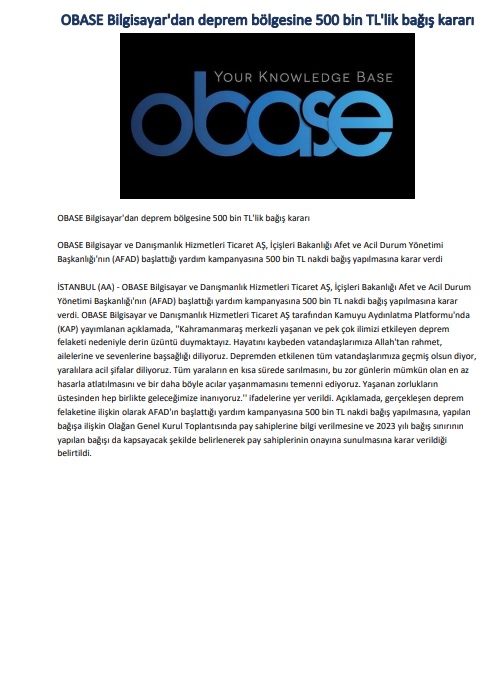 OBASE Bilgisayar'dan deprem bölgesine 500 bin TL'lik bağış kararı
YOUR KNOWLEDGE BASE
obase
OBASE Bilgisayar'dan deprem bölgesine 500 bin TL'lik bağış kararı
OBASE Bilgisayar ve Danışmanlık Hizmetleri Ticaret AŞ, İçişleri Bakanlığı Afet ve Acil Durum Yönetimi
Başkanlığı'nın (AFAD) başlattığı yardım kampanyasına 500 bin TL nakdi bağış yapılmasına karar verdi
İSTANBUL (AA) - OBASE Bilgisayar ve Danışmanlık Hizmetleri Ticaret AŞ, İçişleri Bakanlığı Afet ve Acil Durum
Yönetimi Başkanlığı'nın (AFAD) başlattığı yardım kampanyasına 500 bin TL nakdi bağış yapılmasına karar
verdi. OBASE Bilgisayar ve Danışmanlık Hizmetleri Ticaret AŞ tarafından Kamuyu Aydınlatma Platformu'nda
(KAP) yayımlanan açıklamada, ''Kahramanmaraş merkezli yaşanan ve pek çok ilimizi etkileyen deprem
felaketi nedeniyle derin üzüntü duymaktayız. Hayatını kaybeden vatandaşlarımıza Allah'tan rahmet,
ailelerine ve sevenlerine başsağlığı diliyoruz. Depremden etkilenen tüm vatandaşlarımıza geçmiş olsun diyor,
yaralılara acil şifalar diliyoruz. Tüm yaraların en kısa sürede sarılmasını, bu zor günlerin mümkün olan en az
hasarla atlatılmasını ve bir daha böyle acılar yaşanmamasını temenni ediyoruz. Yaşanan zorlukların
üstesinden hep birlikte geleceğimize inanıyoruz.'' ifadelerine yer verildi. Açıklamada, gerçekleşen deprem
felaketine ilişkin olarak AFAD'ın başlattığı yardım kampanyasına 500 bin TL nakdi bağış yapılmasına, yapılan
bağışa ilişkin Olağan Genel Kurul Toplantısında pay sahiplerine bilgi verilmesine ve 2023 yılı bağış sınırının
yapılan bağışı da kapsayacak şekilde belirlenerek pay sahiplerinin onayına sunulmasına karar verildiği
belirtildi.